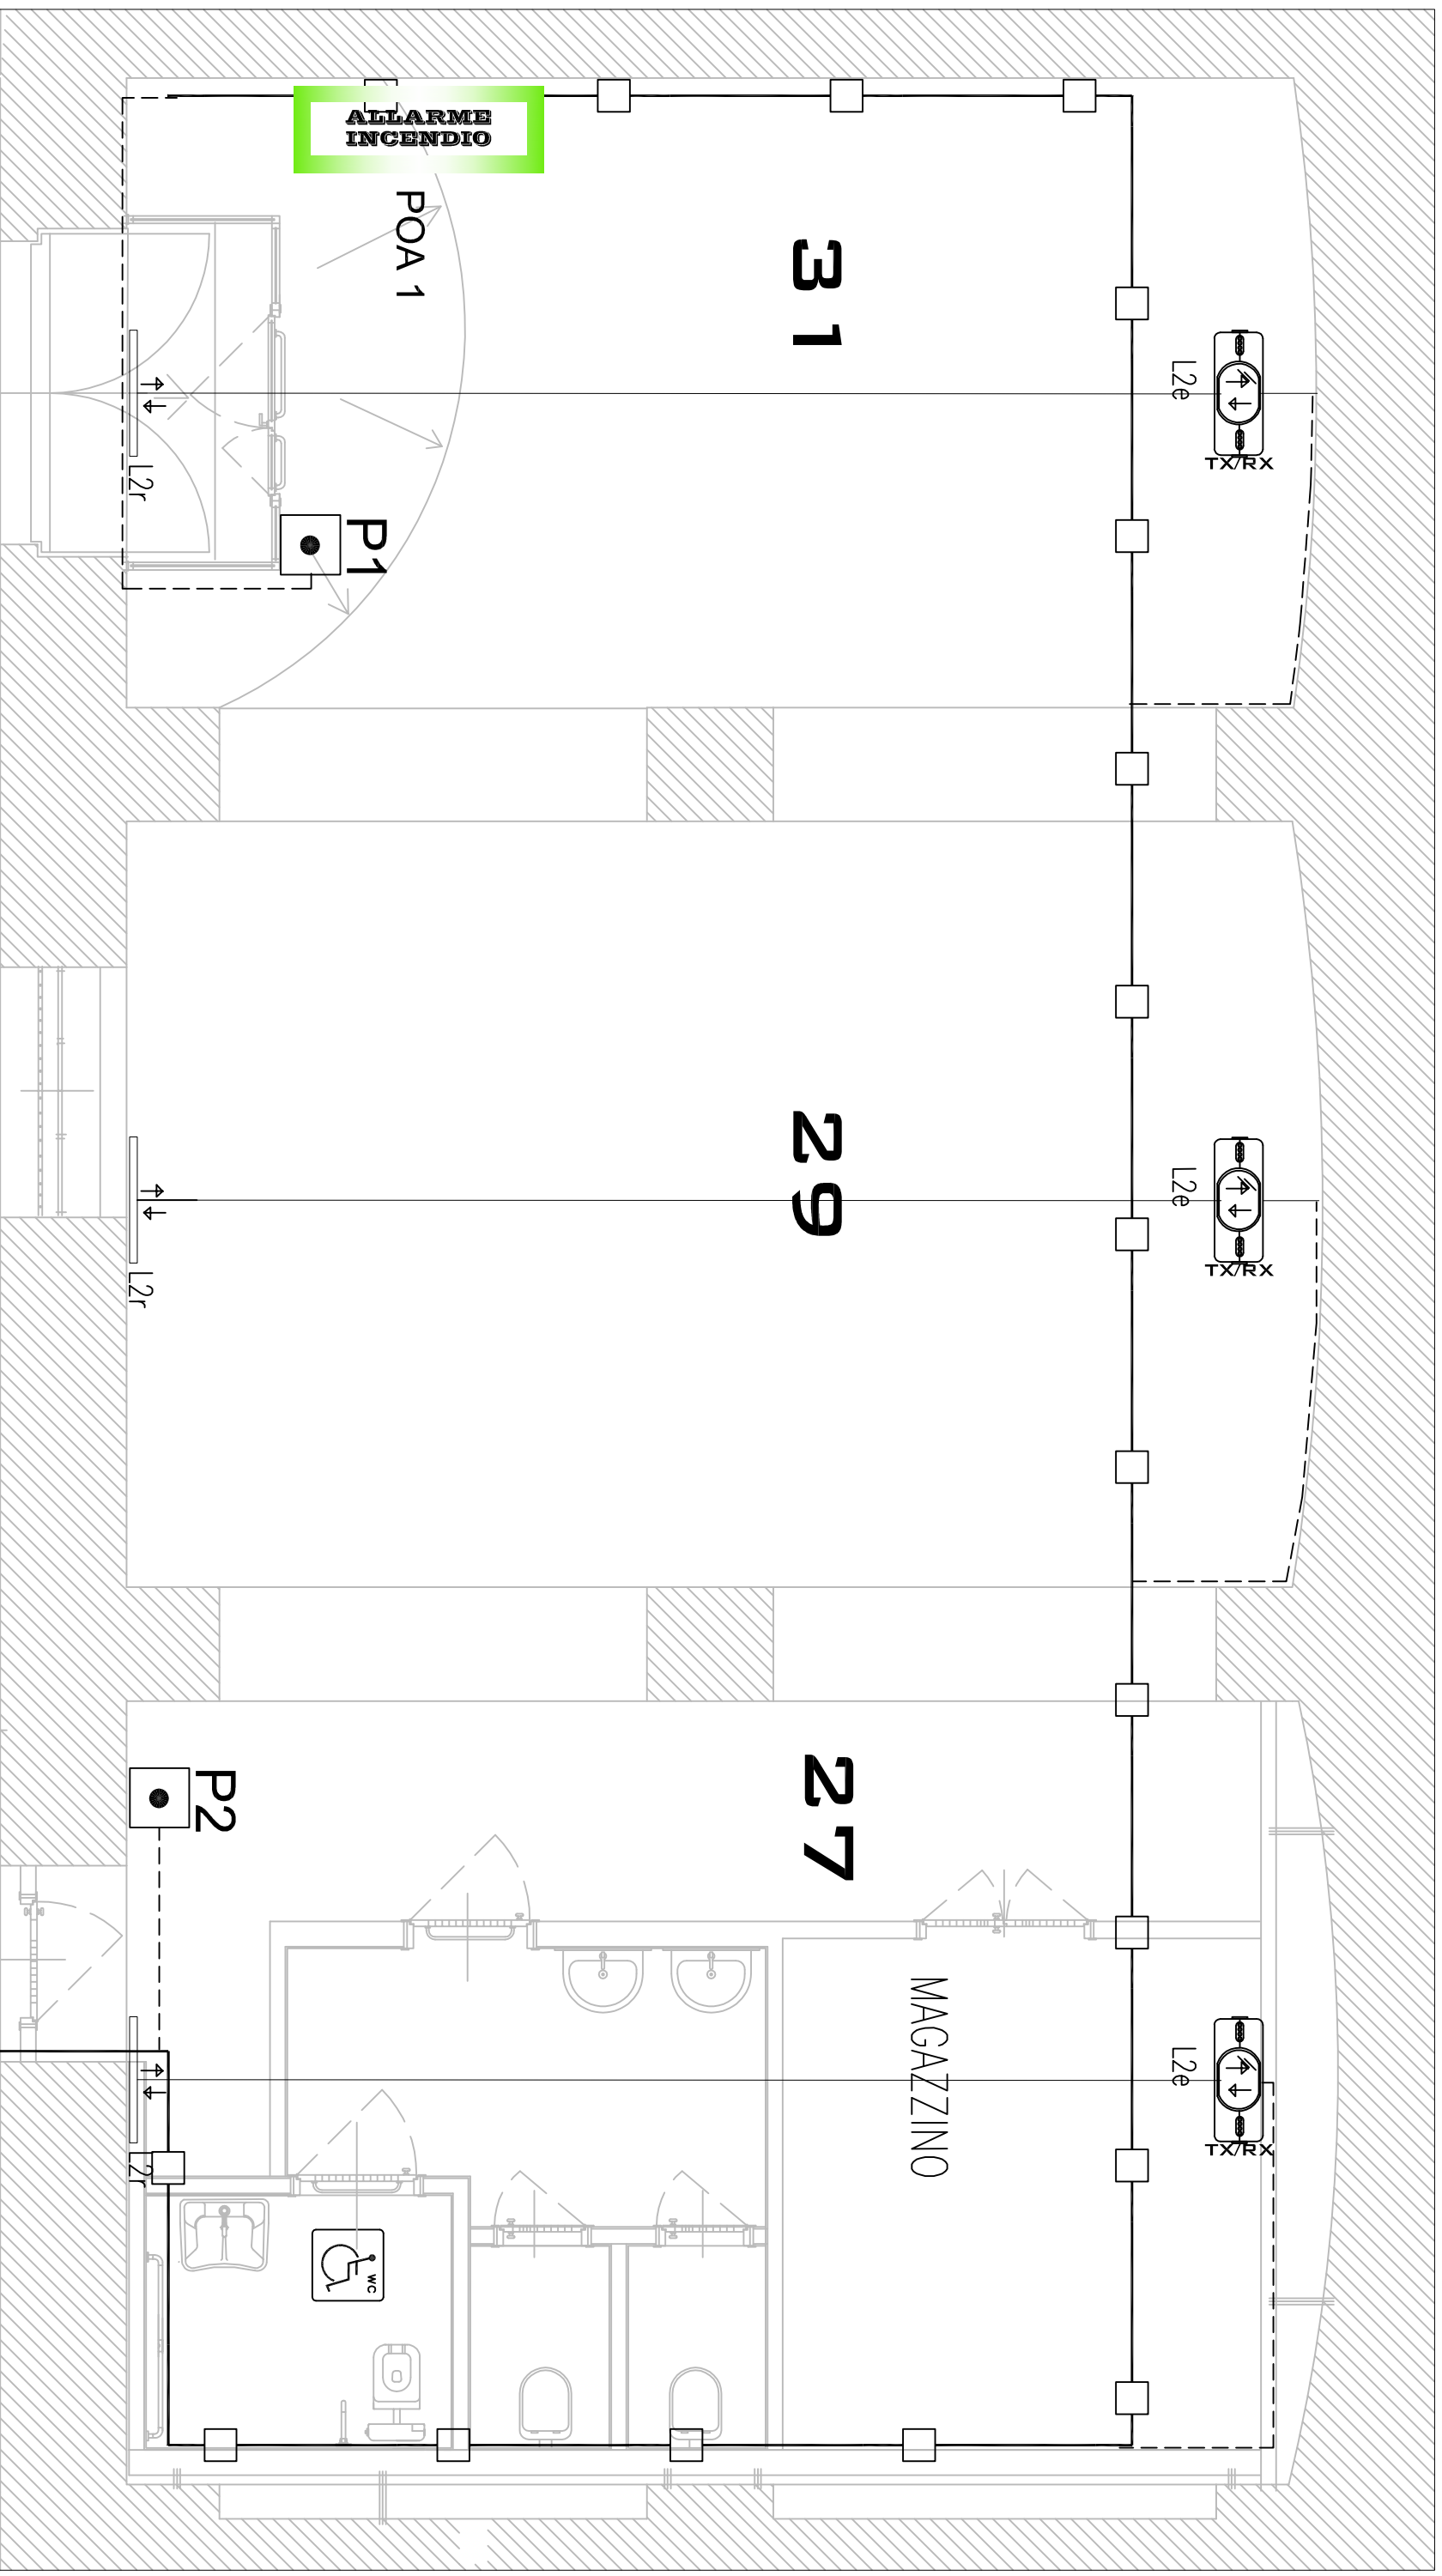 ALLARME
INCENDIO
POA 1
31
L2e
TX/RX
L2r
P1
29
L2e
TX/RX
L2r
27
P2
MAGAZZINO
L2e
TX/RX
L2r
WC